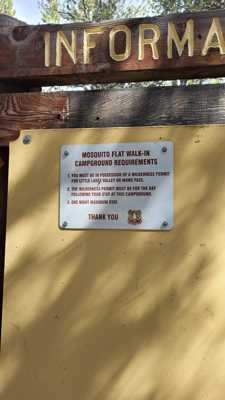 INFORMA
MOSQUITO FLAT WALK-IN
CAMPGROUND REQUIREMENTS
1. YOU MUST BE IN POSSESSION OF A WILDERNESS PERMIT
FOR LITTLE LAKES VALLEY OR MONO PASS.
2. THE WILDERNESS PERMIT MUST BE FOR THE DAY
FOLLOWING YOUR STAY AT THIS CAMPGROUND.
3. ONE NIGHT MAXIMUM STAY.
THANK YOU